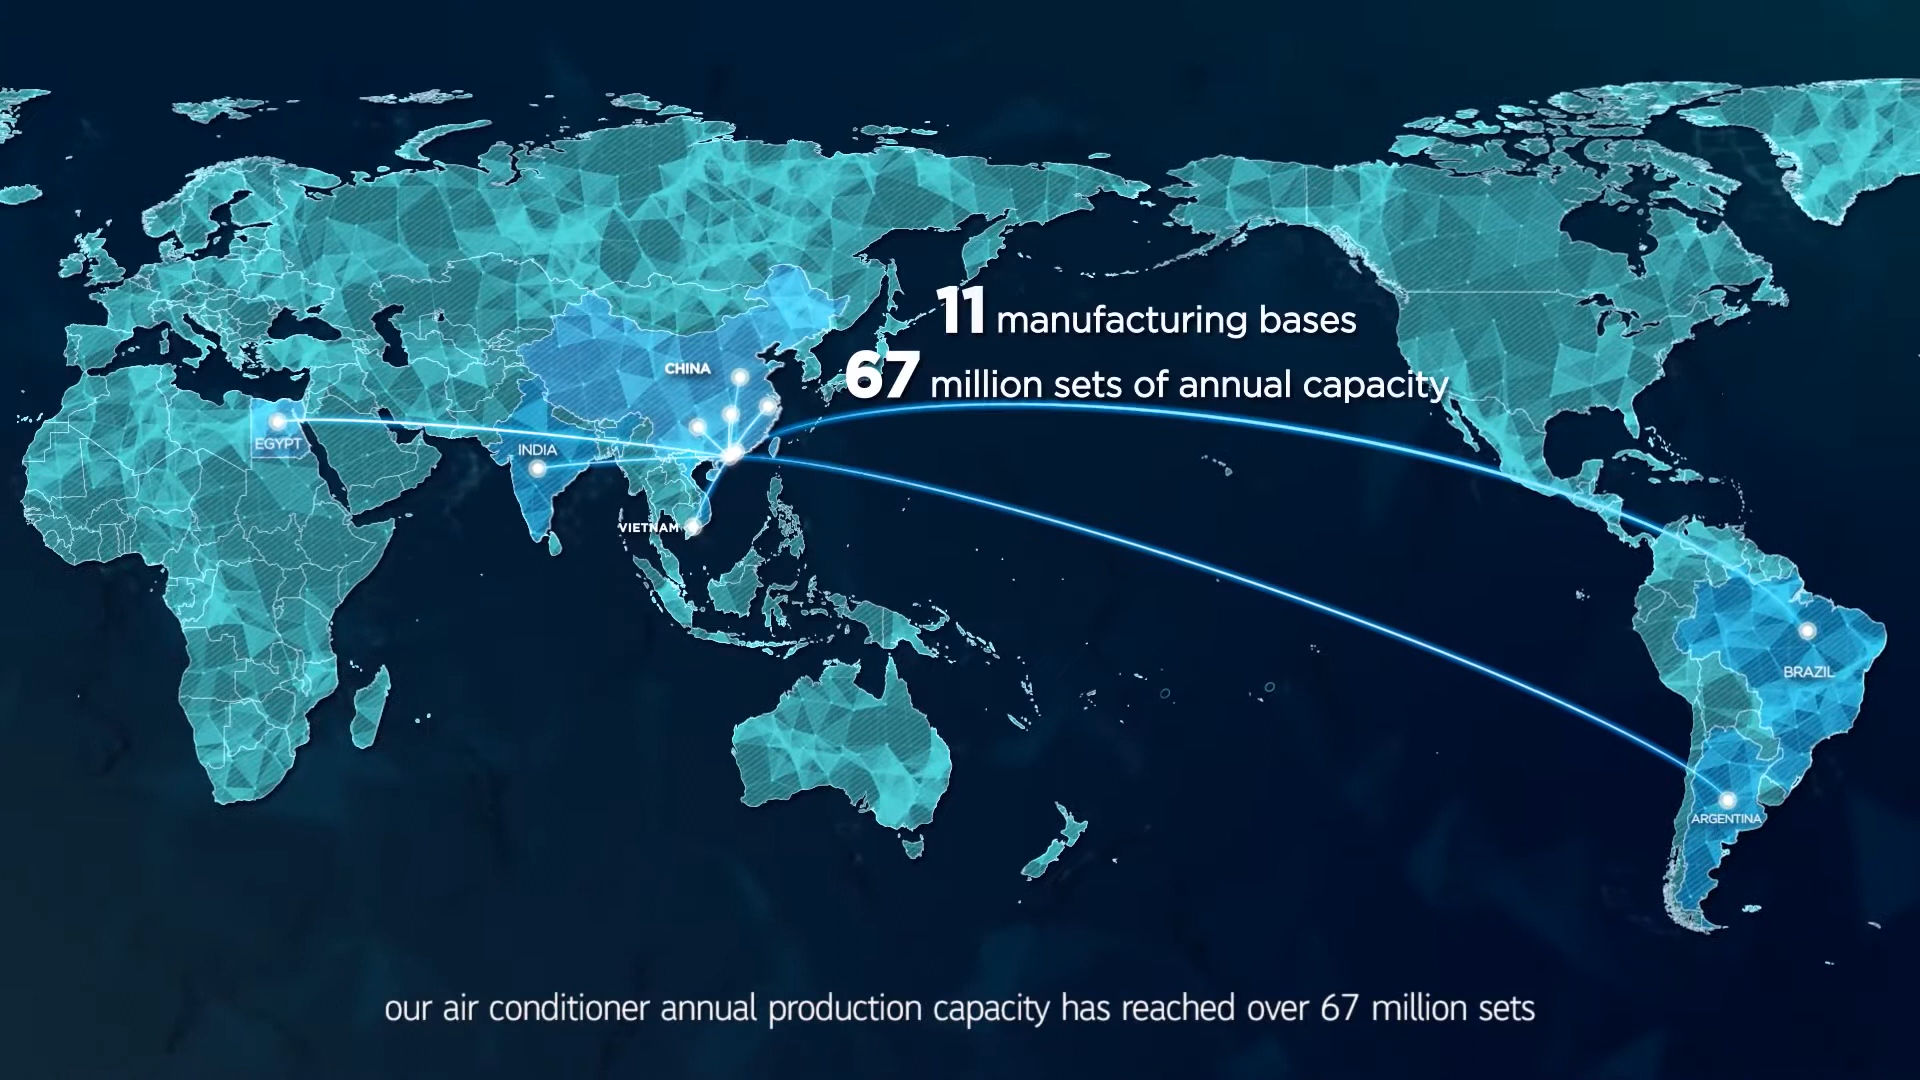 11 manufacturing bases
67 million sets of annual capacity
CHINA
EGYPT
INDIA
VIETNAM
BRAZIL
ARGENTINA
our air conditioner annual production capacity has reached over 67 million sets